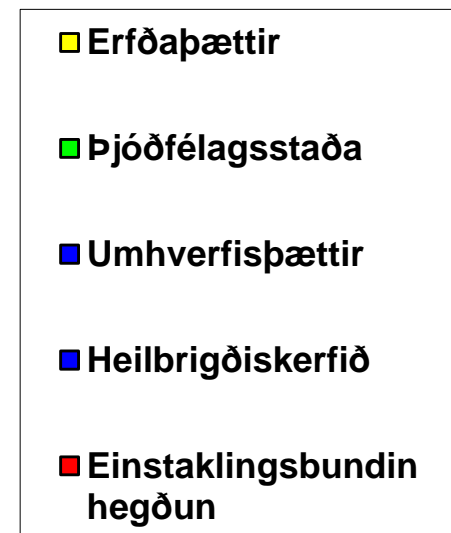 Erfðaþættir
Þjóðfélagsstaða
Umhverfisþættir
Heilbrigðiskerfið
Einstaklingsbundin
hegðun